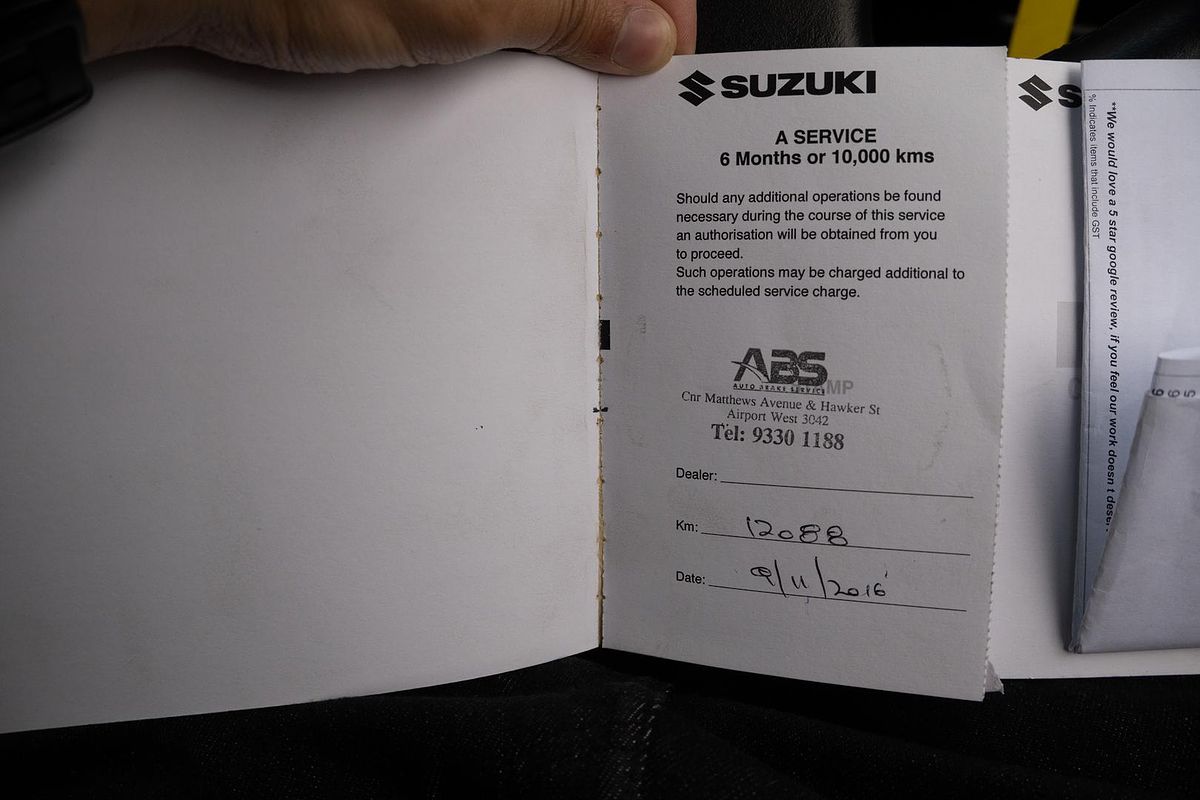 SUZUKI
A SERVICE
6 Months or 10,000 kms
Should any additional operations be found
necessary during the course of this service
an authorisation will be obtained from you
to proceed.
Such operations may be charged additional to
the scheduled service charge.
ABS
AUTO BRAKE SERVICE
MP
Cnr Matthews Avenue & Hawker St
Airport West 3042
Tel: 9330 1188
Dealer:
Km: 12088
Date: 9/11/2016
S
% Indicates items that include GST
**We would love a 5 star google review, if you feel our work doesn t dese